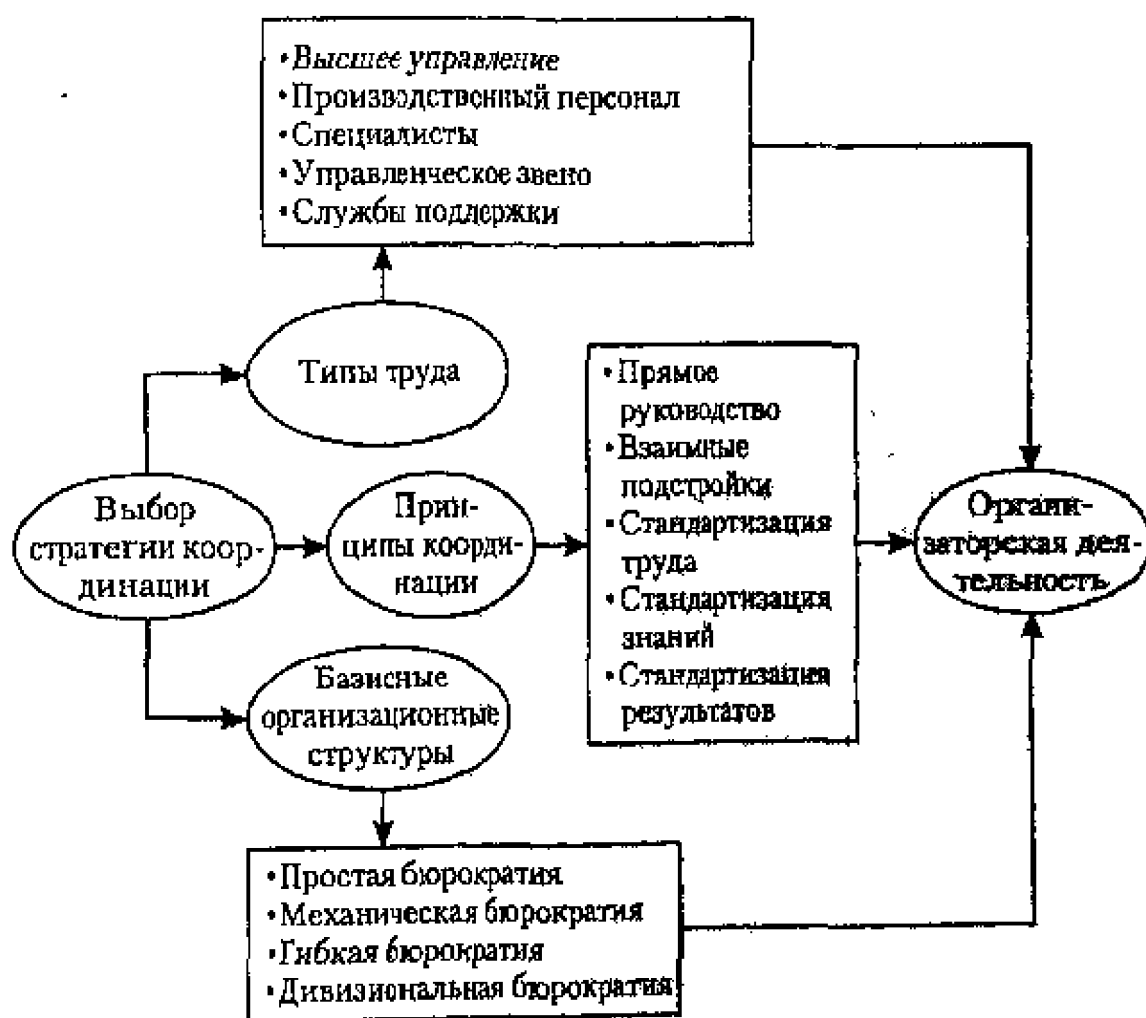 •Высшее управление
•Производственный персонал
•Специалисты
•Управленческое звено
•Службы поддержки
Типы труда
Выбор
стратегии коор-
динации
Прин-
ципы коорди-
нации
•Прямое
руководство
•Взаимные
подстройки
•Стандартизация
труда
•Стандартизация
знаний
•Стандартизация
результатов
Органи-
заторская дея-
тельность
Базисные
организационные
структуры
•Простая бюрократия
•Механическая бюрократия
•Гибкая бюрократия
•Дивизиональная бюрократия